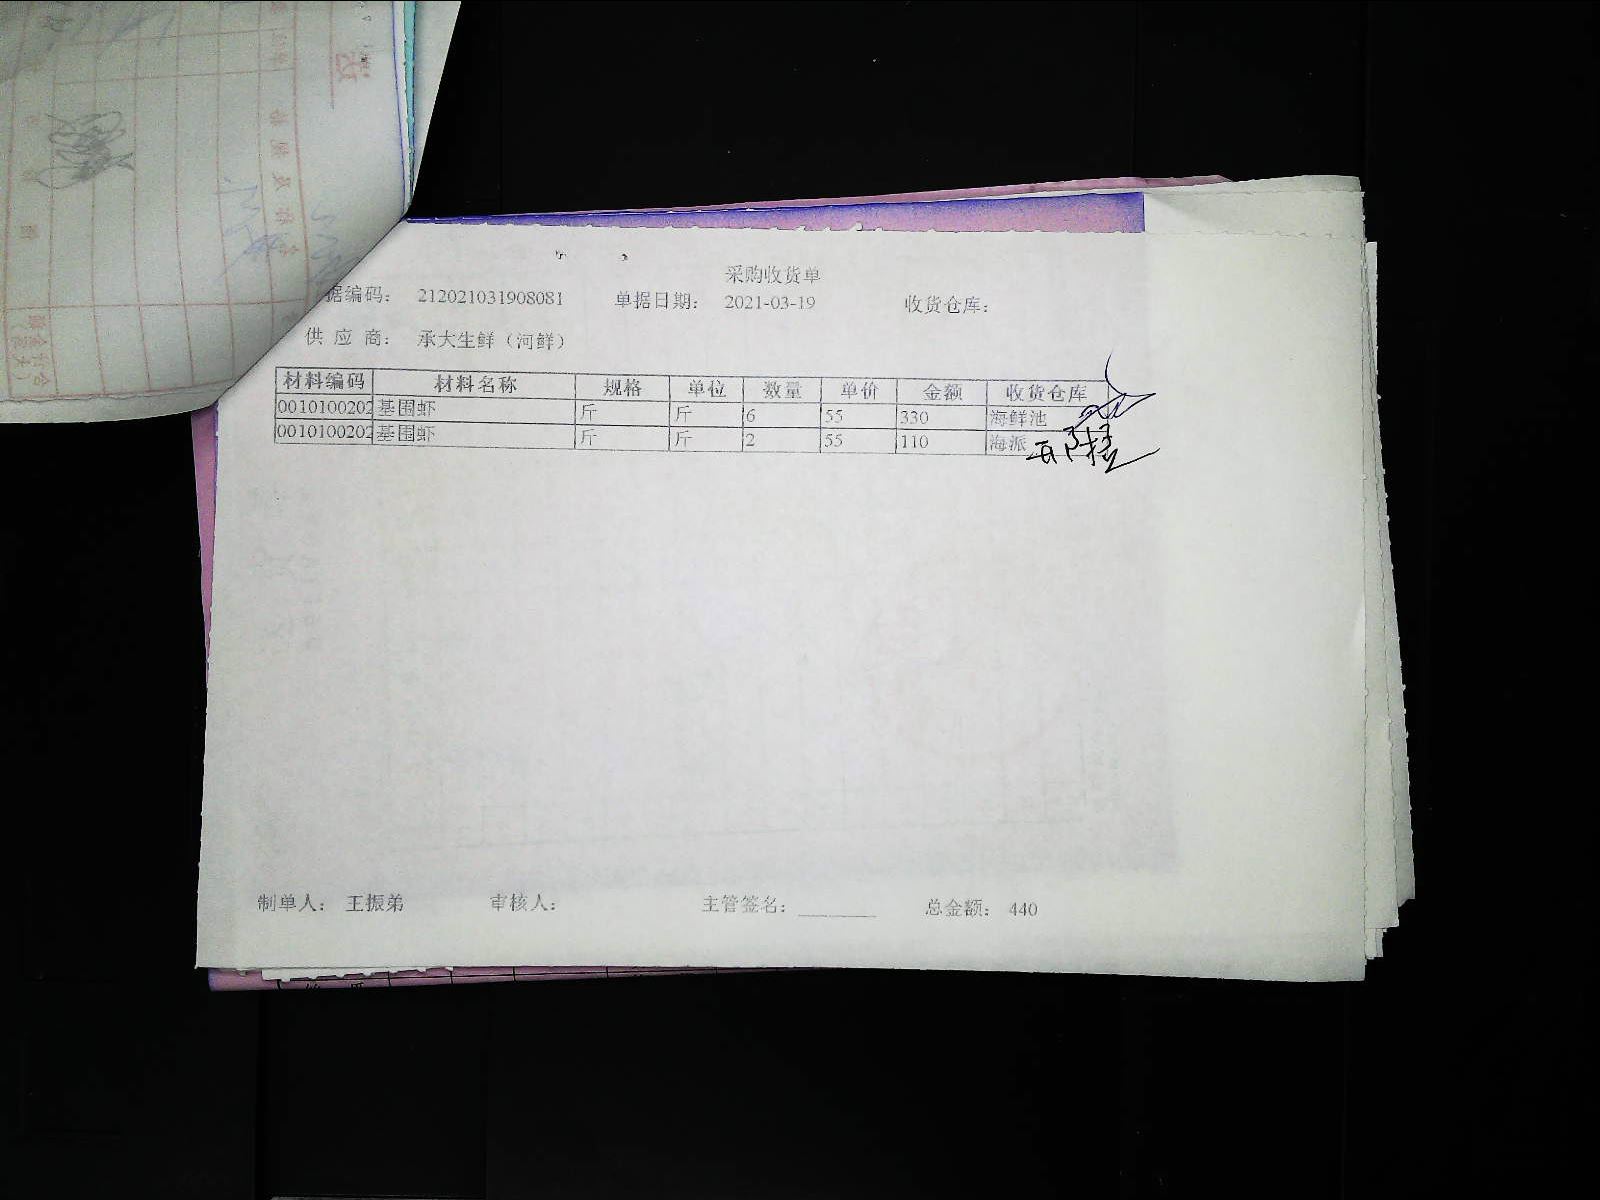 采购收货单
据编码： 212021031908081 单据日期： 2021-03-19 收货仓库：
供 应 商： 承大生鲜（河鲜）
材料编码 材料名称 规格 单位 数量 单价 金额 收货仓库
0010100202 基围虾 斤 斤 6 55 330 海鲜池
0010100202 基围虾 斤 斤 2 55 110 海派
制单人： 王振弟 审核人： 主管签名： 总金额： 440